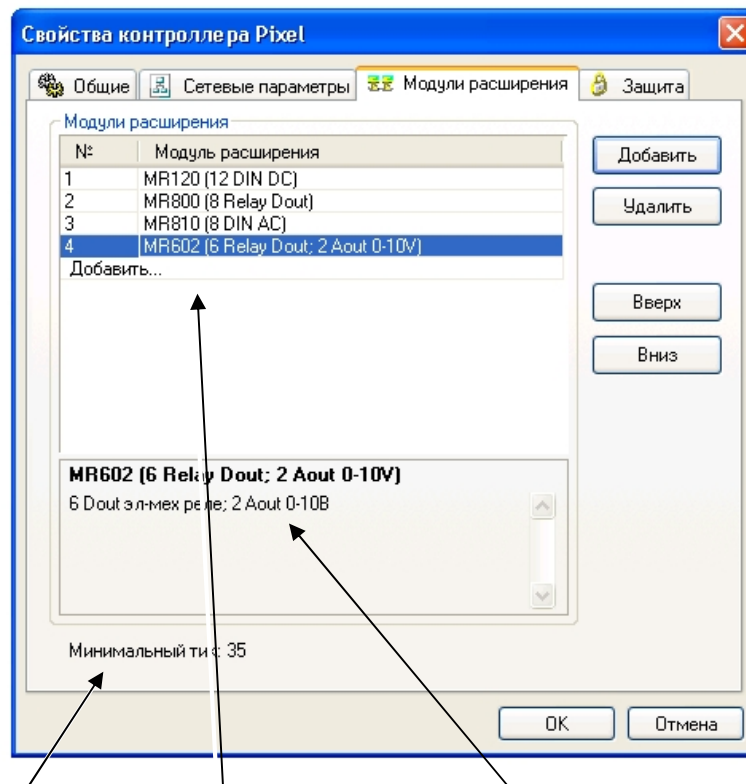 Свойства контроллера Pixel
Общие Сетевые параметры Модули расширения Защита
Модули расширения
№ Модуль расширения
1 MR120 (12 DIN DC)
2 MR800 (8 Relay Dout)
3 MR810 (8 DIN AC)
4 MR602 (6 Relay Dout; 2 Aout 0-10V)
Добавить...
Добавить
Удалить
Вверх
Вниз
MR602 (6 Relay Dout; 2 Aout 0-10V)
6 Dout эл-мех реле; 2 Aout 0-10В
Минимальный тик: 35
OK Отмена